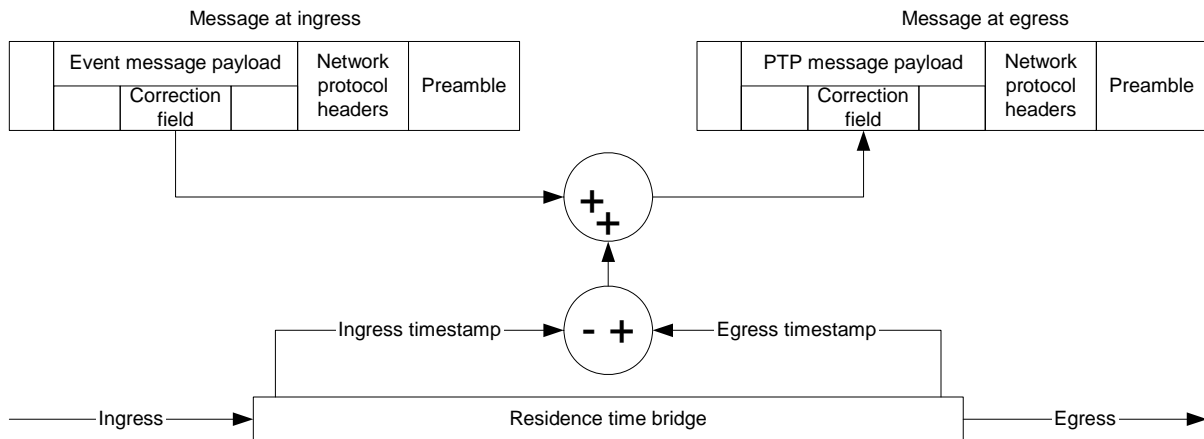 Message at ingress
Message at egress
Event message payload
Correction
field
Network
protocol
headers
Preamble
PTP message payload
Correction
field
Network
protocol
headers
Preamble
+
+
Ingress timestamp
- +
Egress timestamp
Ingress
Residence time bridge
Egress